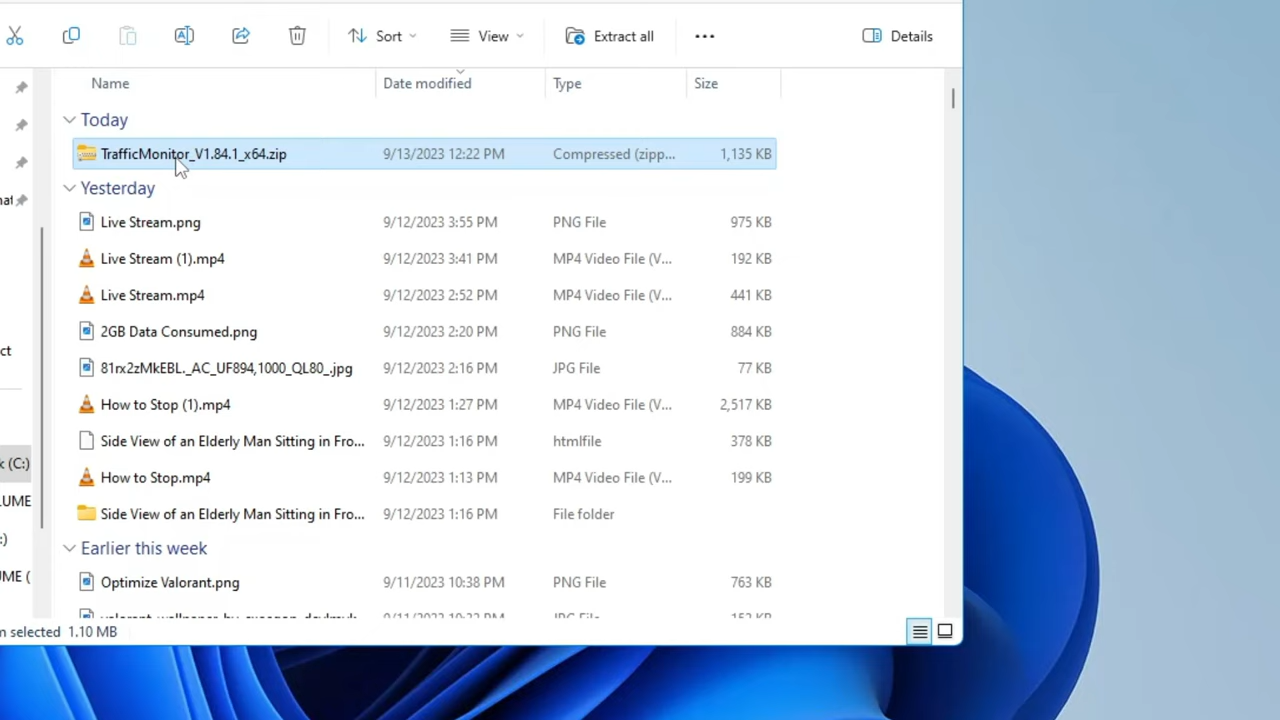 Sort View Extract all Details
Name Date modified Type Size
Today
TrafficMonitor_V1.84.1_x64.zip 9/13/2023 12:22 PM Compressed (zipp... 1,135 KB
Yesterday
Live Stream.png 9/12/2023 3:55 PM PNG File 975 KB
Live Stream (1).mp4 9/12/2023 3:41 PM MP4 Video File (V... 192 KB
Live Stream.mp4 9/12/2023 2:52 PM MP4 Video File (V... 441 KB
2GB Data Consumed.png 9/12/2023 2:20 PM PNG File 884 KB
81rx2zMkEBL._AC_UF894,1000_QL80_.jpg 9/12/2023 2:16 PM JPG File 77 KB
How to Stop (1).mp4 9/12/2023 1:27 PM MP4 Video File (V... 2,517 KB
Side View of an Elderly Man Sitting in Fro... 9/12/2023 1:16 PM htmlfile 378 KB
k (C:)
How to Stop.mp4 9/12/2023 1:13 PM MP4 Video File (V... 199 KB
LUME
Side View of an Elderly Man Sitting in Fro... 9/12/2023 1:16 PM File folder
:)
Earlier this week
UME (
Optimize Valorant.png 9/11/2023 10:38 PM PNG File 763 KB
selected 1.10 MB